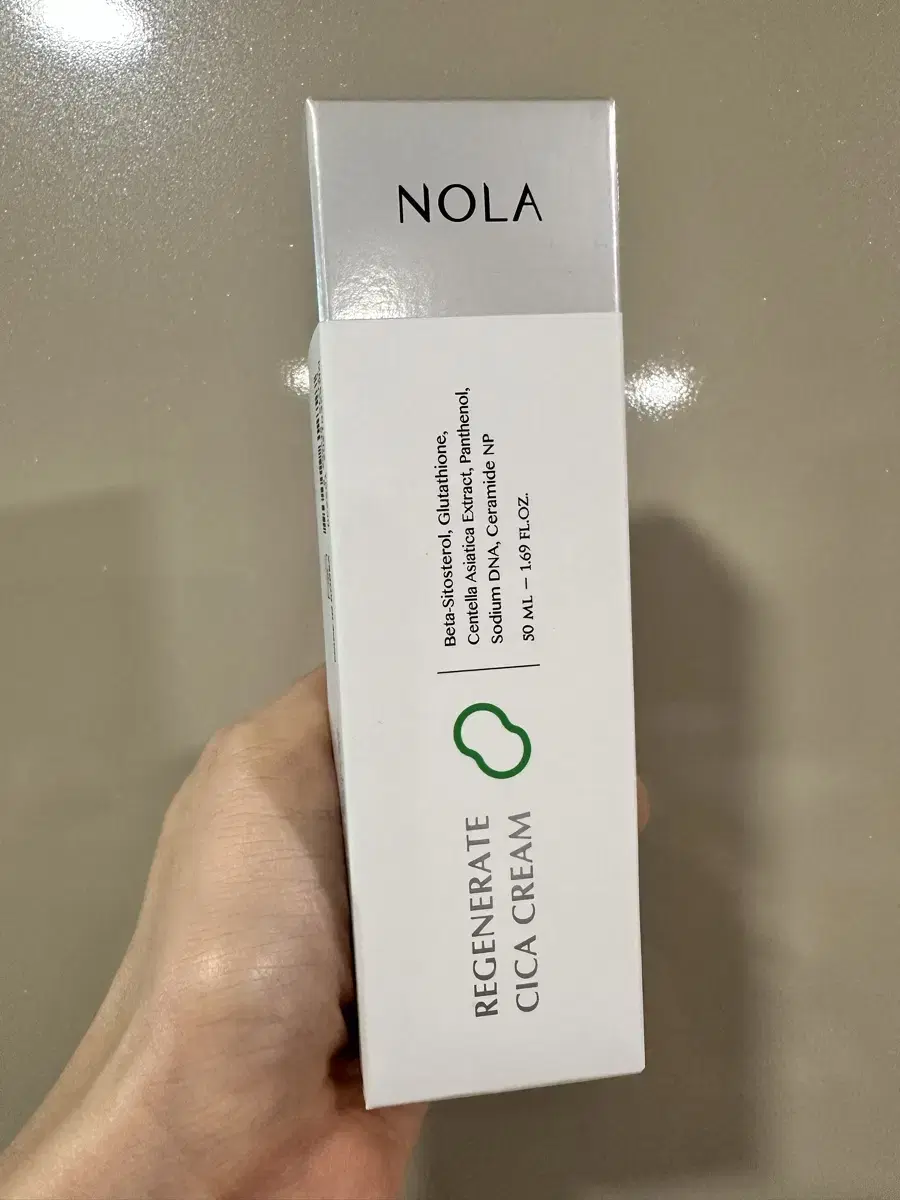 NOLA
REGENERATE
CICA CREAM
Beta-Sitosterol, Glutathione,
Centella Asiatica Extract, Panthenol,
Sodium DNA, Ceramide NP
50 ML – 1.69 FL.OZ.